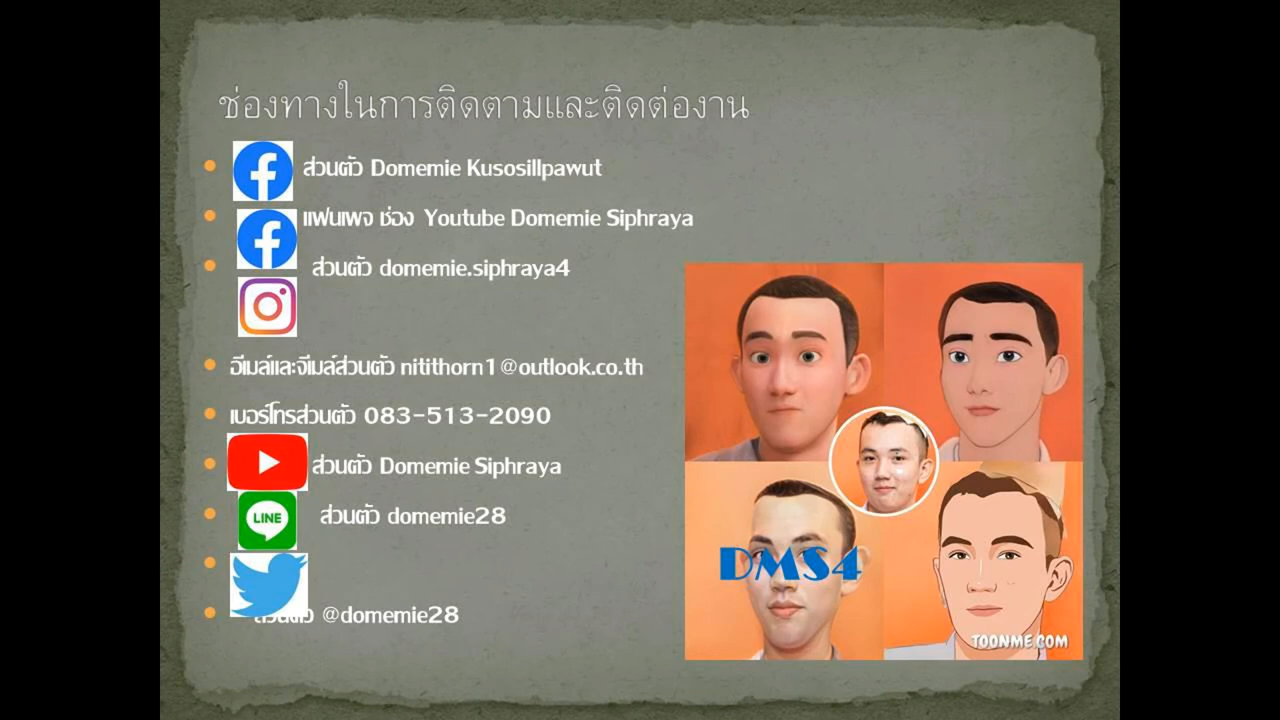 ช่องทางในการติดตามและติดต่องาน
ส่วนตัว Domemie Kusosillpawut
แฟนเพจ ช่อง Youtube Domemie Siphraya
ส่วนตัว domemie.siphraya4
อีเมล์และจีเมล์ส่วนตัว nitithorn1@outlook.co.th
เบอร์โทรส่วนตัว 083-513-2090
ส่วนตัว Domemie Siphraya
LINE
ส่วนตัว domemie28
ส่วนตัว @domemie28
DMS4
TOONME.COM